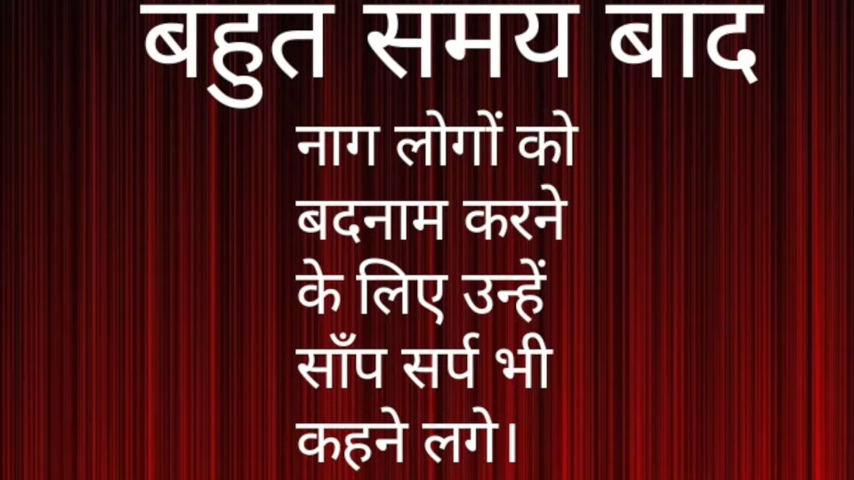 बहुत समय बाद
नाग लोगों को
बदनाम करने
के लिए उन्हें
साँप सर्प भी
कहने लगे।